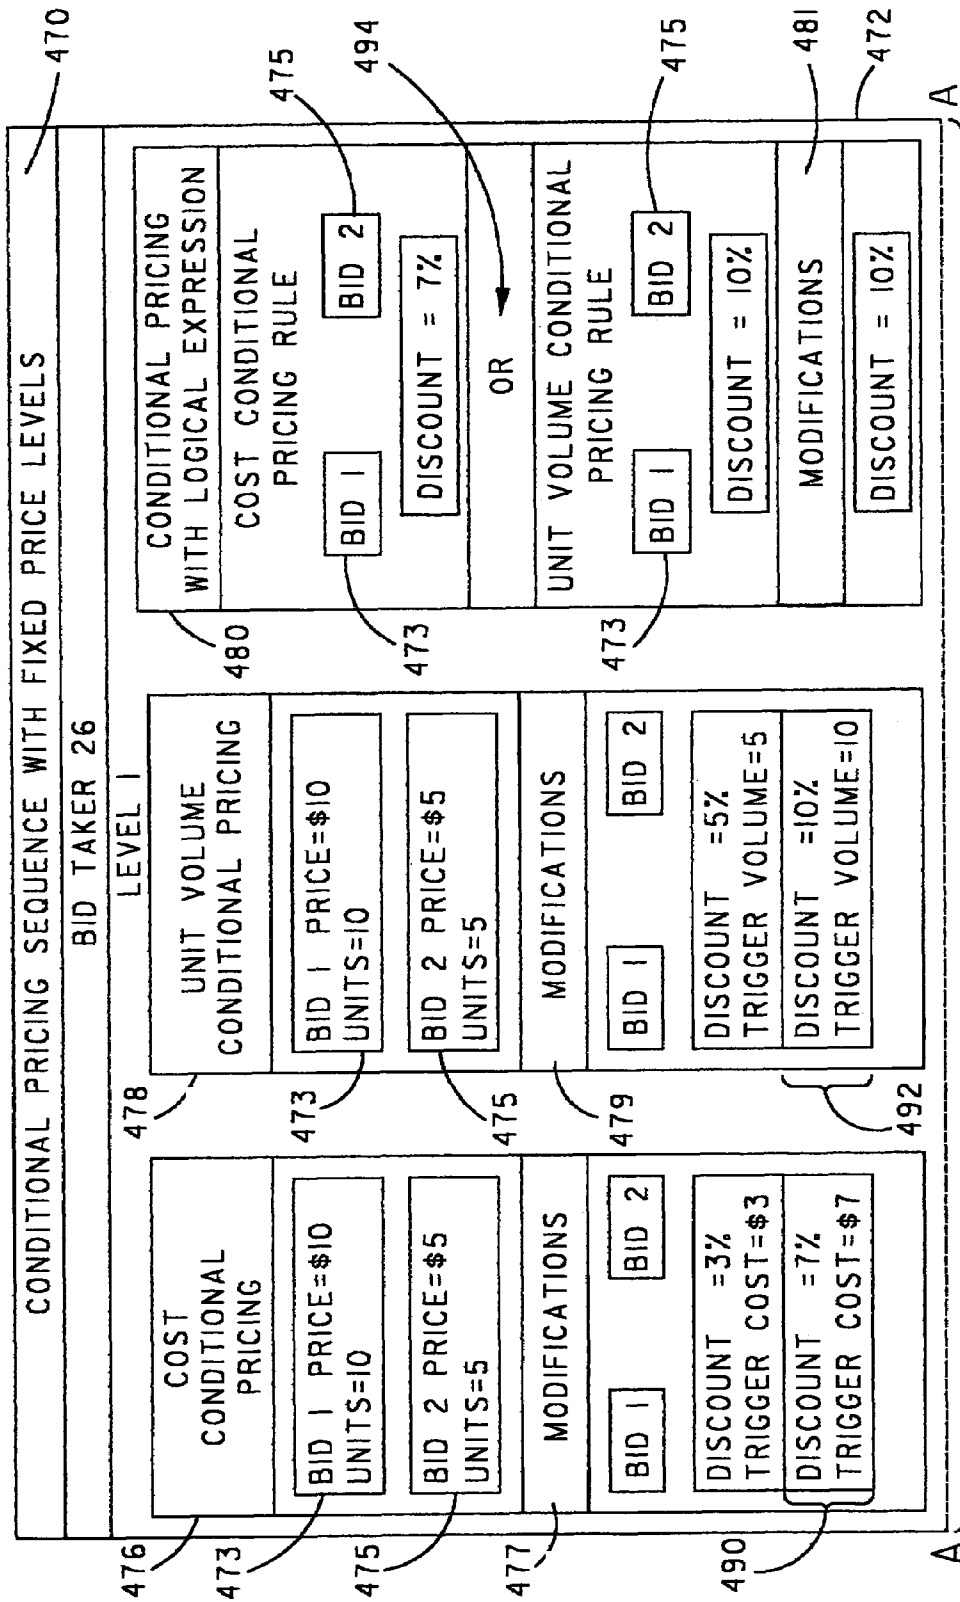 CONDITIONAL PRICING SEQUENCE WITH FIXED PRICE LEVELS
470
BID TAKER 26
LEVEL 1
472
476
COST
CONDITIONAL
PRICING
473
BID 1 PRICE=$10
UNITS=10
475
BID 2 PRICE=$5
UNITS=5
477
MODIFICATIONS
BID 1
BID 2
DISCOUNT =3%
TRIGGER COST=$3
490
DISCOUNT =7%
TRIGGER COST=$7
478
UNIT VOLUME
CONDITIONAL PRICING
473
BID 1 PRICE=$10
UNITS=10
475
BID 2 PRICE=$5
UNITS=5
479
MODIFICATIONS
BID 1
BID 2
DISCOUNT =5%
TRIGGER VOLUME=5
492
DISCOUNT =10%
TRIGGER VOLUME=10
480
CONDITIONAL PRICING
WITH LOGICAL EXPRESSION
COST CONDITIONAL
PRICING RULE
473
BID 1
BID 2
475
DISCOUNT = 7%
OR
494
UNIT VOLUME CONDITIONAL
PRICING RULE
473
BID 1
BID 2
475
DISCOUNT = 10%
MODIFICATIONS
481
DISCOUNT = 10%
A
A